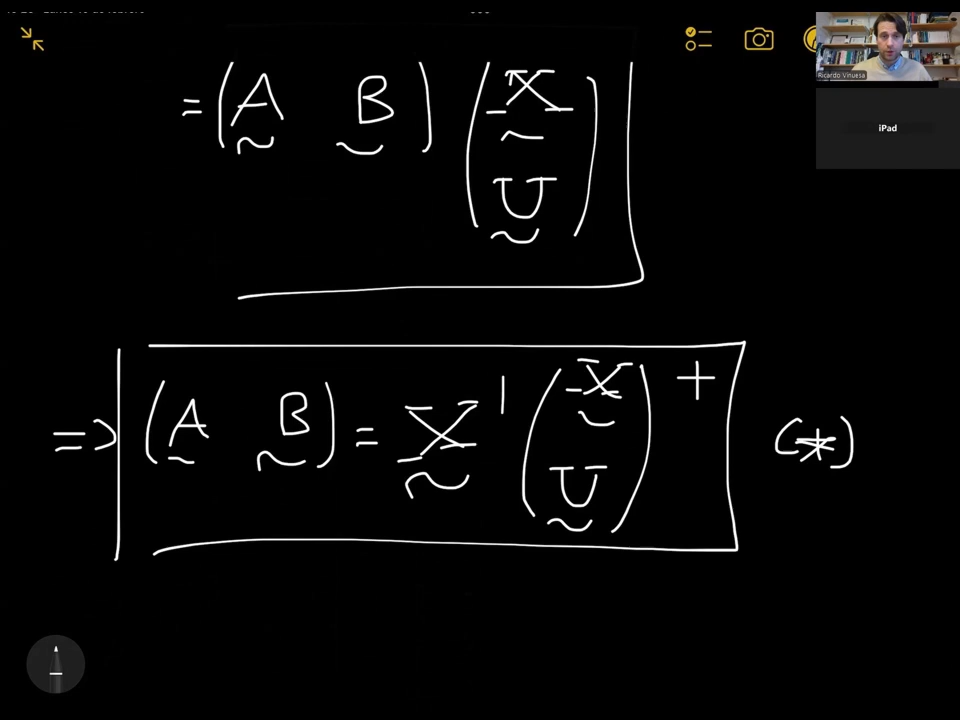 = (A B) (X
U)
Ricardo Vinuesa
iPad
=> (A B) = X' (X
U)+ (*)